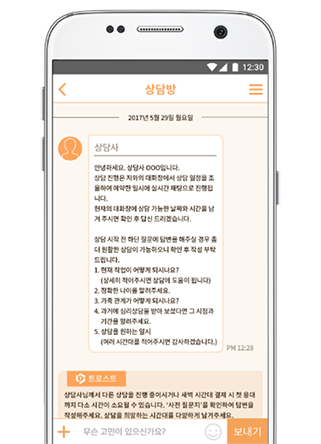 12:30
상담방
2017년 5월 29일 월요일
상담사
안녕하세요. 상담사 OOO입니다.
상담 진행은 저와의 대화창에서 상담 일정을 조
율하여 예약한 일시에 실시간 채팅으로 진행됩
니다.
현재의 대화창에 상담 가능한 날짜와 시간을 남
겨 주시면 확인 후 답신 드리겠습니다.
상담 시작 전 하단 질문에 답변을 해주실 경우 좀
더 원활한 상담이 가능하오니 확인 후 작성 부탁
드립니다.
1. 현재 직업이 어떻게 되시나요?
(상세히 적어주시면 상담에 도움이 됩니다)
2. 정확한 나이를 알려주세요.
3. 가족 관계가 어떻게 되시나요?
4. 과거에 심리상담을 받아 보셨다면 그 시점과
기간을 알려주세요.
5. 상담을 원하는 일시
(여러 시간대를 적어주시면 감사하겠습니다.)
PM 12:28
트로스트
상담사님께서 다른 상담을 진행 중이시거나 새벽 시간대 결제 시 첫 응대
까지 다소 시간이 소요될 수 있습니다. '사전 질문지'를 확인하여 답변을
작성해주세요. 상담을 희망하는 시간대를 다양하게 남겨주세요.
+ 무슨 고민이 있으신가요? 보내기